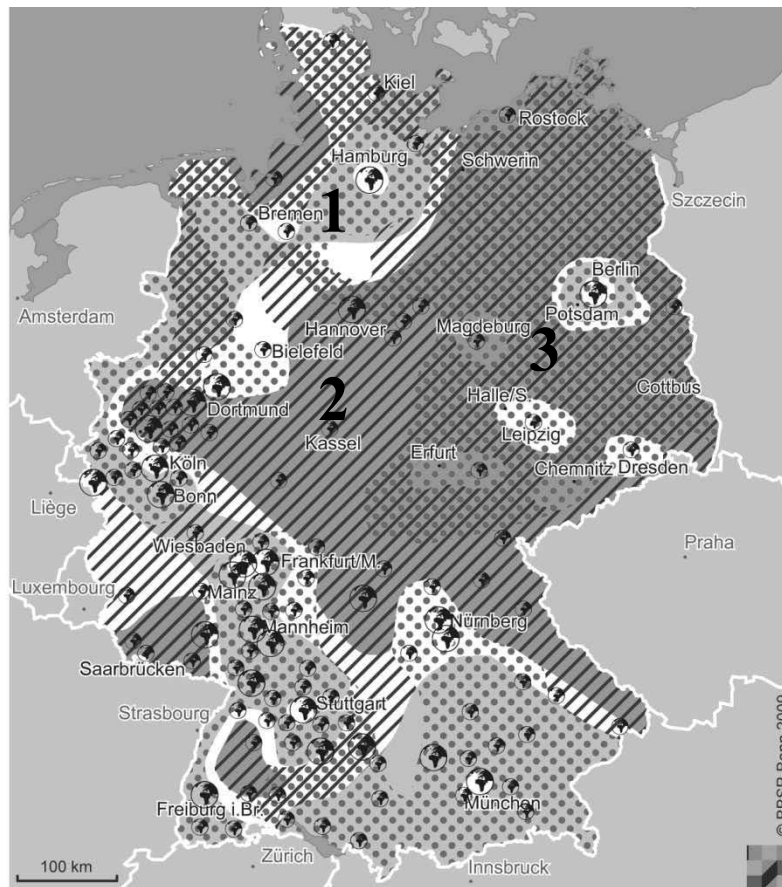 Kiel
Rostock
Hamburg
Schwerin
Szczecin
1
Bremen
Berlin
Potsdam
Amsterdam
Hannover
Magdeburg
3
Bielefeld
2
Dortmund
Halle/S.
Cottbus
Leipzig
Kassel
Erfurt
Köln
Chemnitz
Dresden
Bonn
Liège
Wiesbaden
Praha
Frankfurt/M.
Luxembourg
Mainz
Nürnberg
Mannheim
Saarbrücken
Stuttgart
Strasbourg
München
Freiburg i.Br.
Zürich
Innsbruck
100 km
© BBSR Bonn 2009